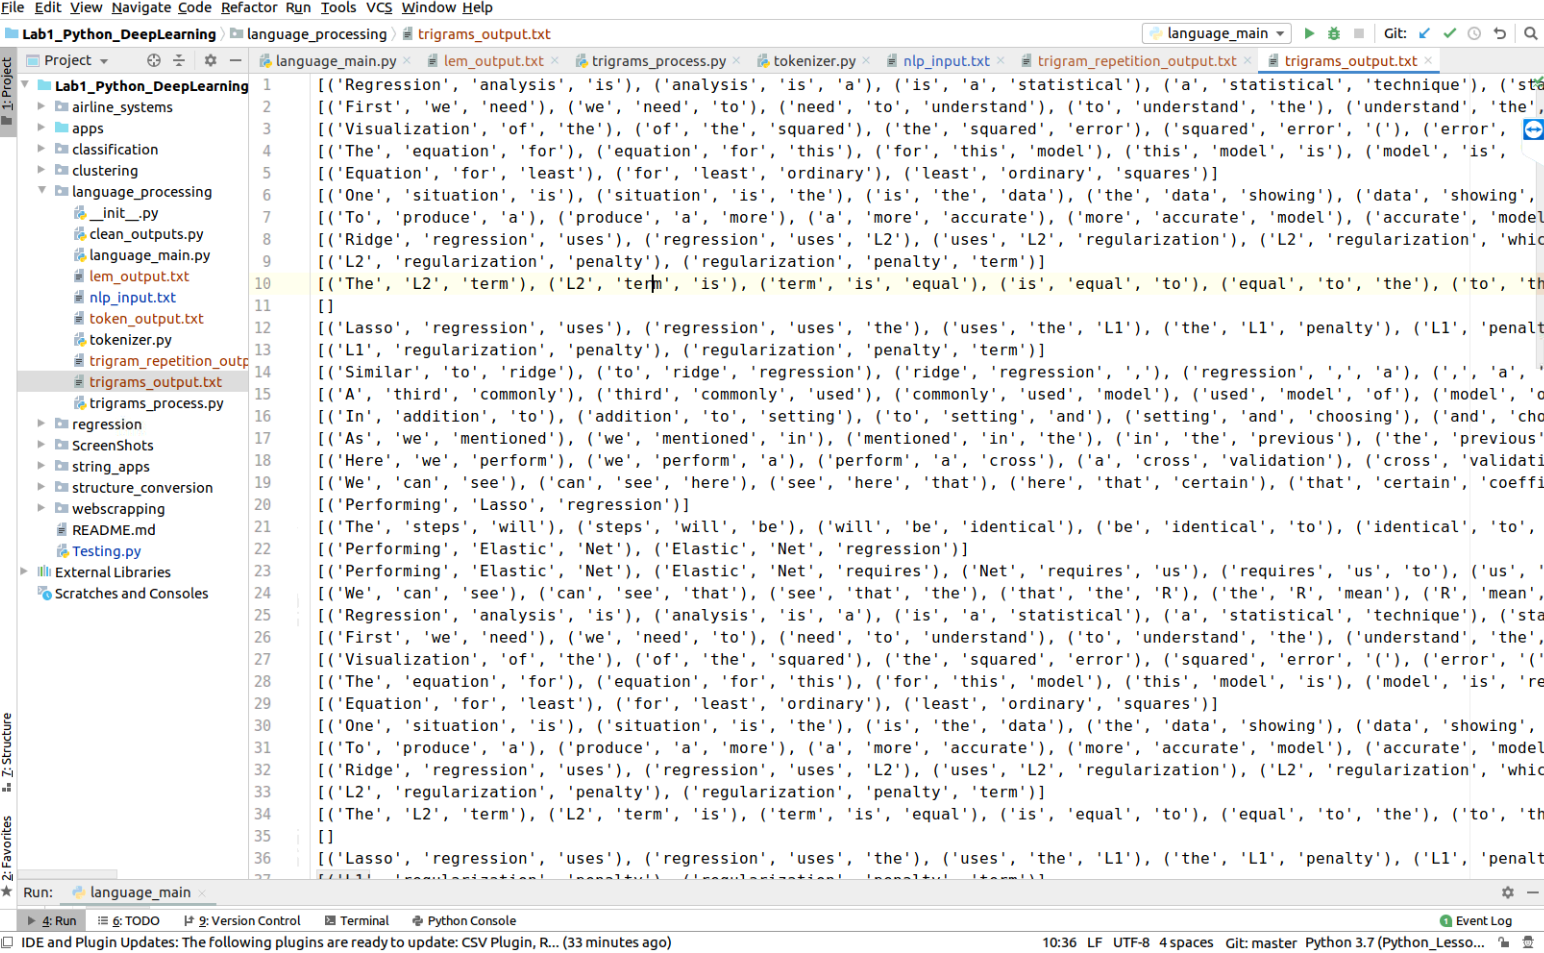 File Edit View Navigate Code Refactor Run Tools VCS Window Help
Lab1_Python_DeepLearning language_processing trigrams_output.txt language_main Git:
Project language_main.py lem_output.txt trigrams_process.py tokenizer.py nlp_input.txt trigram_repetition_output.txt trigrams_output.txt
1: Project
7: Structure
2: Favorites
Lab1_Python_DeepLearning
airline_systems
apps
classification
clustering
language_processing
__init__.py
clean_outputs.py
language_main.py
lem_output.txt
nlp_input.txt
token_output.txt
tokenizer.py
trigram_repetition_outp
trigrams_output.txt
trigrams_process.py
regression
ScreenShots
string_apps
structure_conversion
webscrapping
README.md
Testing.py
External Libraries
Scratches and Consoles
1 [('Regression', 'analysis', 'is'), ('analysis', 'is', 'a'), ('is', 'a', 'statistical'), ('a', 'statistical', 'technique'), ('sta
2 [('First', 'we', 'need'), ('we', 'need', 'to'), ('need', 'to', 'understand'), ('to', 'understand', 'the'), ('understand', 'the',
3 [('Visualization', 'of', 'the'), ('of', 'the', 'squared'), ('the', 'squared', 'error'), ('squared', 'error', '('), ('error',
4 [('The', 'equation', 'for'), ('equation', 'for', 'this'), ('for', 'this', 'model'), ('this', 'model', 'is'), ('model', 'is',
5 [('Equation', 'for', 'least'), ('for', 'least', 'ordinary'), ('least', 'ordinary', 'squares')]
6 [('One', 'situation', 'is'), ('situation', 'is', 'the'), ('is', 'the', 'data'), ('the', 'data', 'showing'), ('data', 'showing',
7 [('To', 'produce', 'a'), ('produce', 'a', 'more'), ('a', 'more', 'accurate'), ('more', 'accurate', 'model'), ('accurate', 'model
8 [('Ridge', 'regression', 'uses'), ('regression', 'uses', 'L2'), ('uses', 'L2', 'regularization'), ('L2', 'regularization', 'whic
9 [('L2', 'regularization', 'penalty'), ('regularization', 'penalty', 'term')]
10 [('The', 'L2', 'term'), ('L2', 'term', 'is'), ('term', 'is', 'equal'), ('is', 'equal', 'to'), ('equal', 'to', 'the'), ('to', 'th
11 []
12 [('Lasso', 'regression', 'uses'), ('regression', 'uses', 'the'), ('uses', 'the', 'L1'), ('the', 'L1', 'penalty'), ('L1', 'penalt
13 [('L1', 'regularization', 'penalty'), ('regularization', 'penalty', 'term')]
14 [('Similar', 'to', 'ridge'), ('to', 'ridge', 'regression'), ('ridge', 'regression', ','), ('regression', ',', 'a'), (',', 'a', '
15 [('A', 'third', 'commonly'), ('third', 'commonly', 'used'), ('commonly', 'used', 'model'), ('used', 'model', 'of'), ('model', 'o
16 [('In', 'addition', 'to'), ('addition', 'to', 'setting'), ('to', 'setting', 'and'), ('setting', 'and', 'choosing'), ('and', 'cho
17 [('As', 'we', 'mentioned'), ('we', 'mentioned', 'in'), ('mentioned', 'in', 'the'), ('in', 'the', 'previous'), ('the', 'previous'
18 [('Here', 'we', 'perform'), ('we', 'perform', 'a'), ('perform', 'a', 'cross'), ('a', 'cross', 'validation'), ('cross', 'validati
19 [('We', 'can', 'see'), ('can', 'see', 'here'), ('see', 'here', 'that'), ('here', 'that', 'certain'), ('that', 'certain', 'coeffi
20 [('Performing', 'Lasso', 'regression')]
21 [('The', 'steps', 'will'), ('steps', 'will', 'be'), ('will', 'be', 'identical'), ('be', 'identical', 'to'), ('identical', 'to',
22 [('Performing', 'Elastic', 'Net'), ('Elastic', 'Net', 'regression')]
23 [('Performing', 'Elastic', 'Net'), ('Elastic', 'Net', 'requires'), ('Net', 'requires', 'us'), ('requires', 'us', 'to'), ('us', '
24 [('We', 'can', 'see'), ('can', 'see', 'that'), ('see', 'that', 'the'), ('that', 'the', 'R'), ('the', 'R', 'mean'), ('R', 'mean',
25 [('Regression', 'analysis', 'is'), ('analysis', 'is', 'a'), ('is', 'a', 'statistical'), ('a', 'statistical', 'technique'), ('sta
26 [('First', 'we', 'need'), ('we', 'need', 'to'), ('need', 'to', 'understand'), ('to', 'understand', 'the'), ('understand', 'the',
27 [('Visualization', 'of', 'the'), ('of', 'the', 'squared'), ('the', 'squared', 'error'), ('squared', 'error', '('), ('error', '('
28 [('The', 'equation', 'for'), ('equation', 'for', 'this'), ('for', 'this', 'model'), ('this', 'model', 'is'), ('model', 'is', 're
29 [('Equation', 'for', 'least'), ('for', 'least', 'ordinary'), ('least', 'ordinary', 'squares')]
30 [('One', 'situation', 'is'), ('situation', 'is', 'the'), ('is', 'the', 'data'), ('the', 'data', 'showing'), ('data', 'showing',
31 [('To', 'produce', 'a'), ('produce', 'a', 'more'), ('a', 'more', 'accurate'), ('more', 'accurate', 'model'), ('accurate', 'model
32 [('Ridge', 'regression', 'uses'), ('regression', 'uses', 'L2'), ('uses', 'L2', 'regularization'), ('L2', 'regularization', 'whic
33 [('L2', 'regularization', 'penalty'), ('regularization', 'penalty', 'term')]
34 [('The', 'L2', 'term'), ('L2', 'term', 'is'), ('term', 'is', 'equal'), ('is', 'equal', 'to'), ('equal', 'to', 'the'), ('to', 'th
35 []
36 [('Lasso', 'regression', 'uses'), ('regression', 'uses', 'the'), ('uses', 'the', 'L1'), ('the', 'L1', 'penalty'), ('L1', 'penalt
Run: language_main
4: Run 6: TODO 9: Version Control Terminal Python Console 1 Event Log
IDE and Plugin Updates: The following plugins are ready to update: CSV Plugin, R... (33 minutes ago) 10:36 LF UTF-8 4 spaces Git: master Python 3.7 (Python_Lesso...